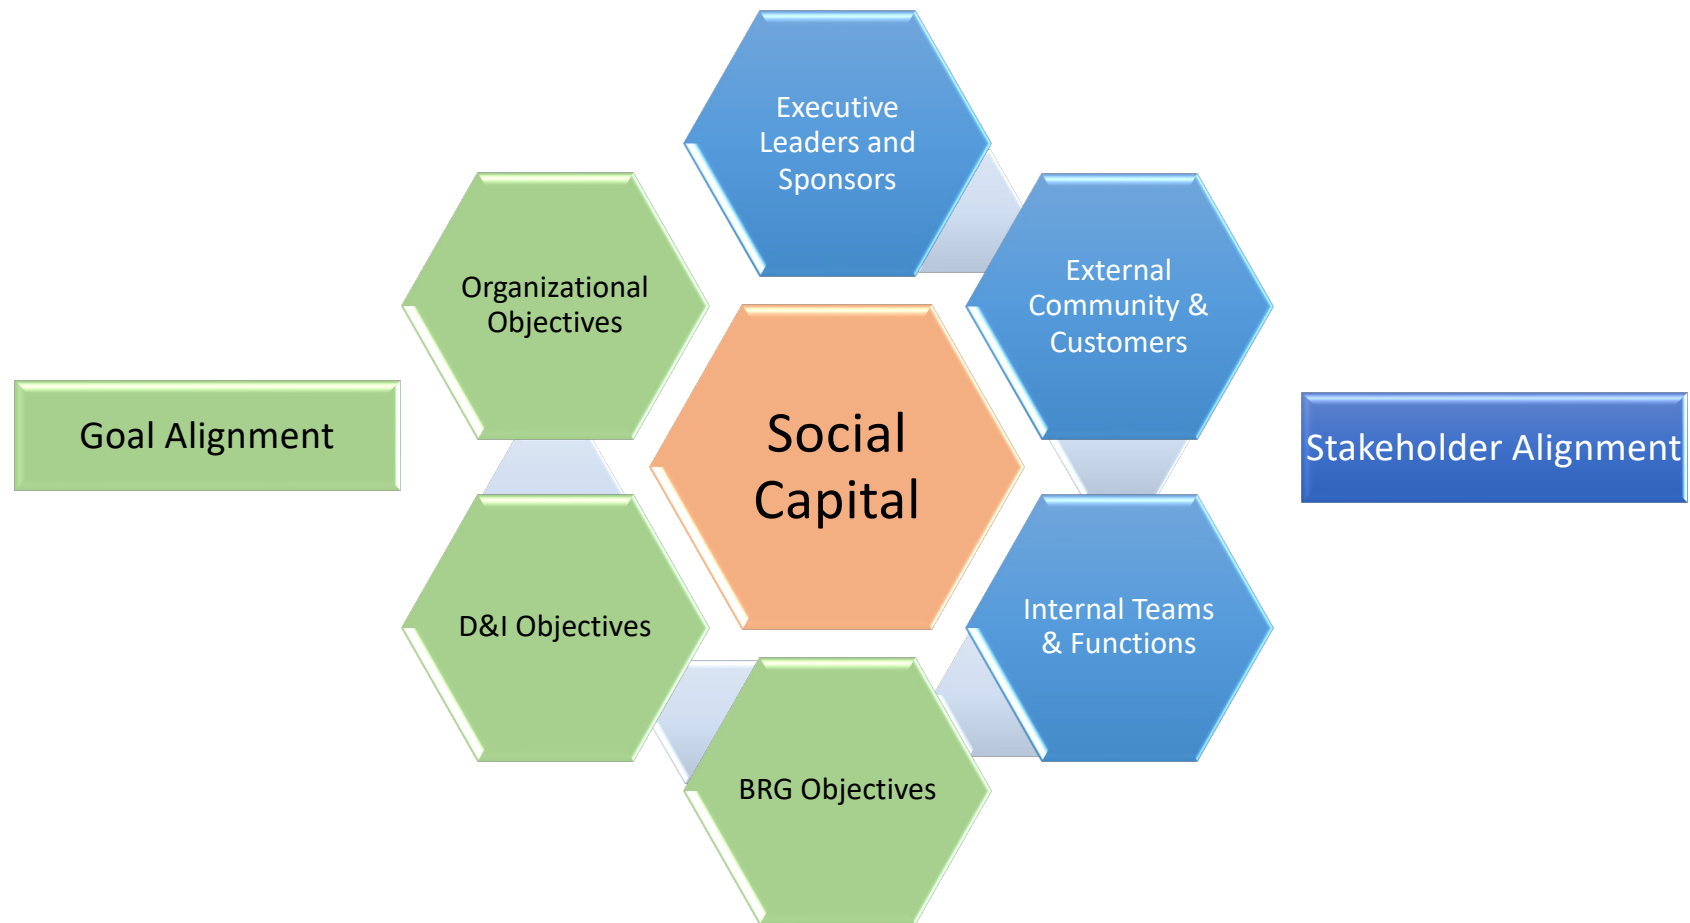 Executive
Leaders and
Sponsors
Organizational
Objectives
External
Community &
Customers
Goal Alignment
Social
Capital
Stakeholder Alignment
D&I Objectives
Internal Teams
& Functions
BRG Objectives